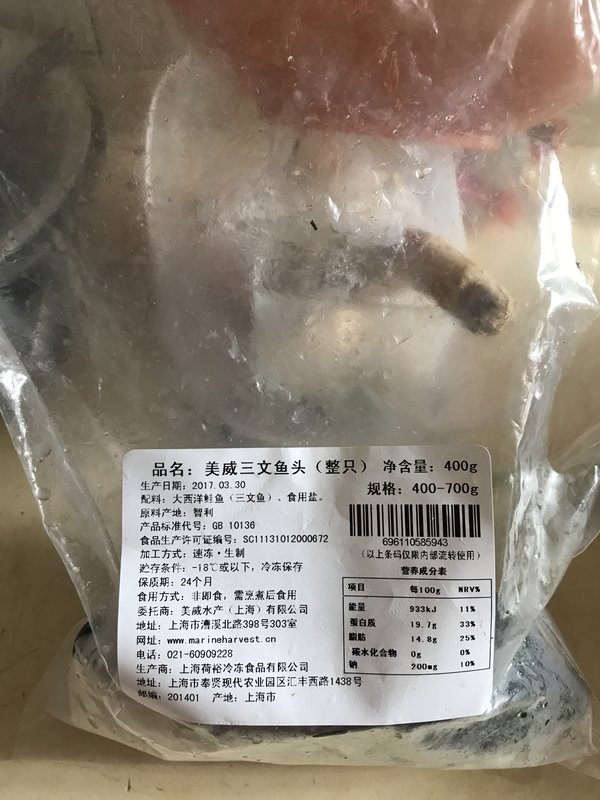 品名：美威三文鱼头（整只） 净含量：400g
生产日期：2017.03.30
规格：400-700g
配料：大西洋鲑鱼（三文鱼）、食用盐。
原料产地：智利
产品标准代号：GB 10136
食品生产许可证编号：SC11131012000672
加工方式：速冻·生制
贮存条件：-18℃或以下，冷冻保存
保质期：24个月
食用方式：非即食，需烹煮后食用
委托商：美威水产（上海）有限公司
地址：上海市漕溪北路398号303室
网址：www.marineharvest.cn
电话：021-60909228
生产商：上海荷裕冷冻食品有限公司
地址：上海市奉贤现代农业园区汇丰西路1438号
邮编：201401 产地：上海市
696110585943
（以上条码仅限内部流转使用）
营养成分表
项目 每100g NRV%
能量 933kJ 11%
蛋白质 19.7g 33%
脂肪 14.8g 25%
碳水化合物 0g 0%
钠 200mg 10%